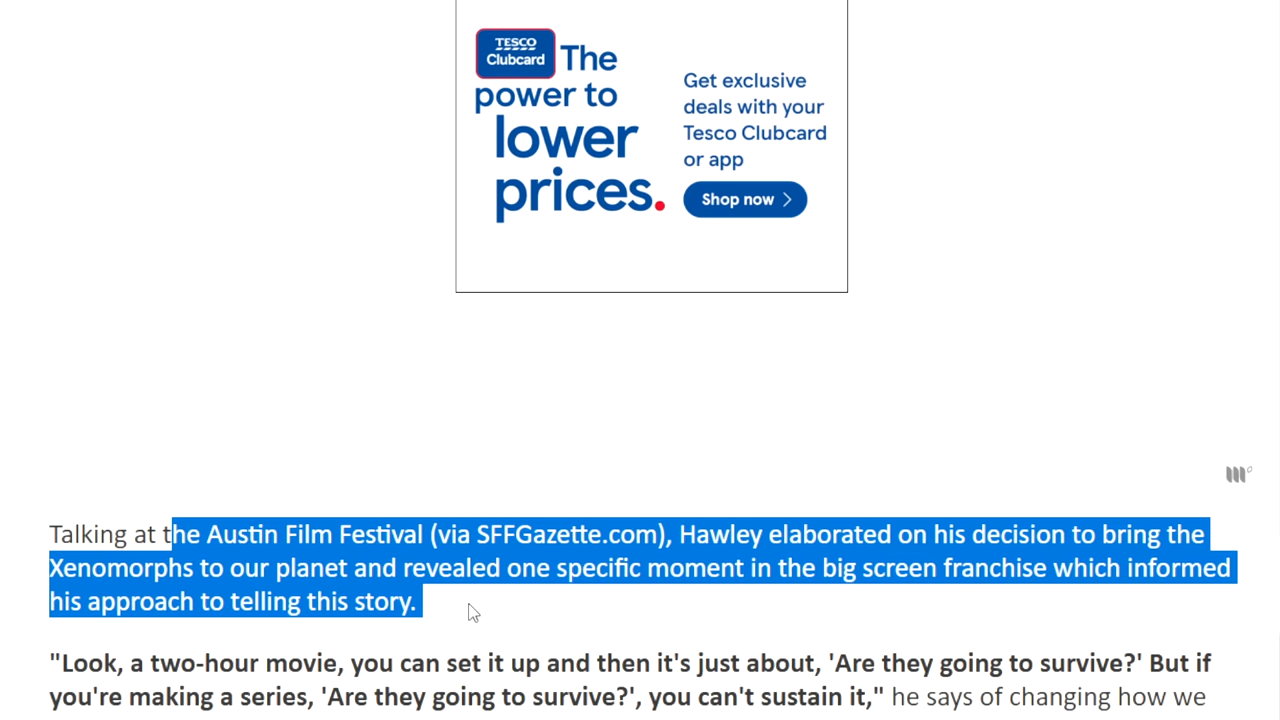 TESCO
Clubcard
The
power to
lower
prices.
Get exclusive
deals with your
Tesco Clubcard
or app
Shop now
Talking at the Austin Film Festival (via SFFGazette.com), Hawley elaborated on his decision to bring the
Xenomorphs to our planet and revealed one specific moment in the big screen franchise which informed
his approach to telling this story.
"Look, a two-hour movie, you can set it up and then it's just about, 'Are they going to survive?' But if
you're making a series, 'Are they going to survive?', you can't sustain it," he says of changing how we